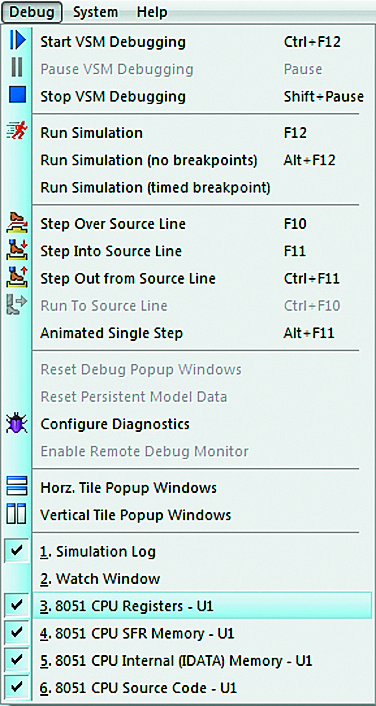 Debug System Help
Start VSM Debugging Ctrl+F12
Pause VSM Debugging Pause
Stop VSM Debugging Shift+Pause
Run Simulation F12
Run Simulation (no breakpoints) Alt+F12
Run Simulation (timed breakpoint)
Step Over Source Line F10
Step Into Source Line F11
Step Out from Source Line Ctrl+F11
Run To Source Line Ctrl+F10
Animated Single Step Alt+F11
Reset Debug Popup Windows
Reset Persistent Model Data
Configure Diagnostics
Enable Remote Debug Monitor
Horz. Tile Popup Windows
Vertical Tile Popup Windows
1. Simulation Log
2. Watch Window
3. 8051 CPU Registers - U1
4. 8051 CPU SFR Memory - U1
5. 8051 CPU Internal (IDATA) Memory - U1
6. 8051 CPU Source Code - U1